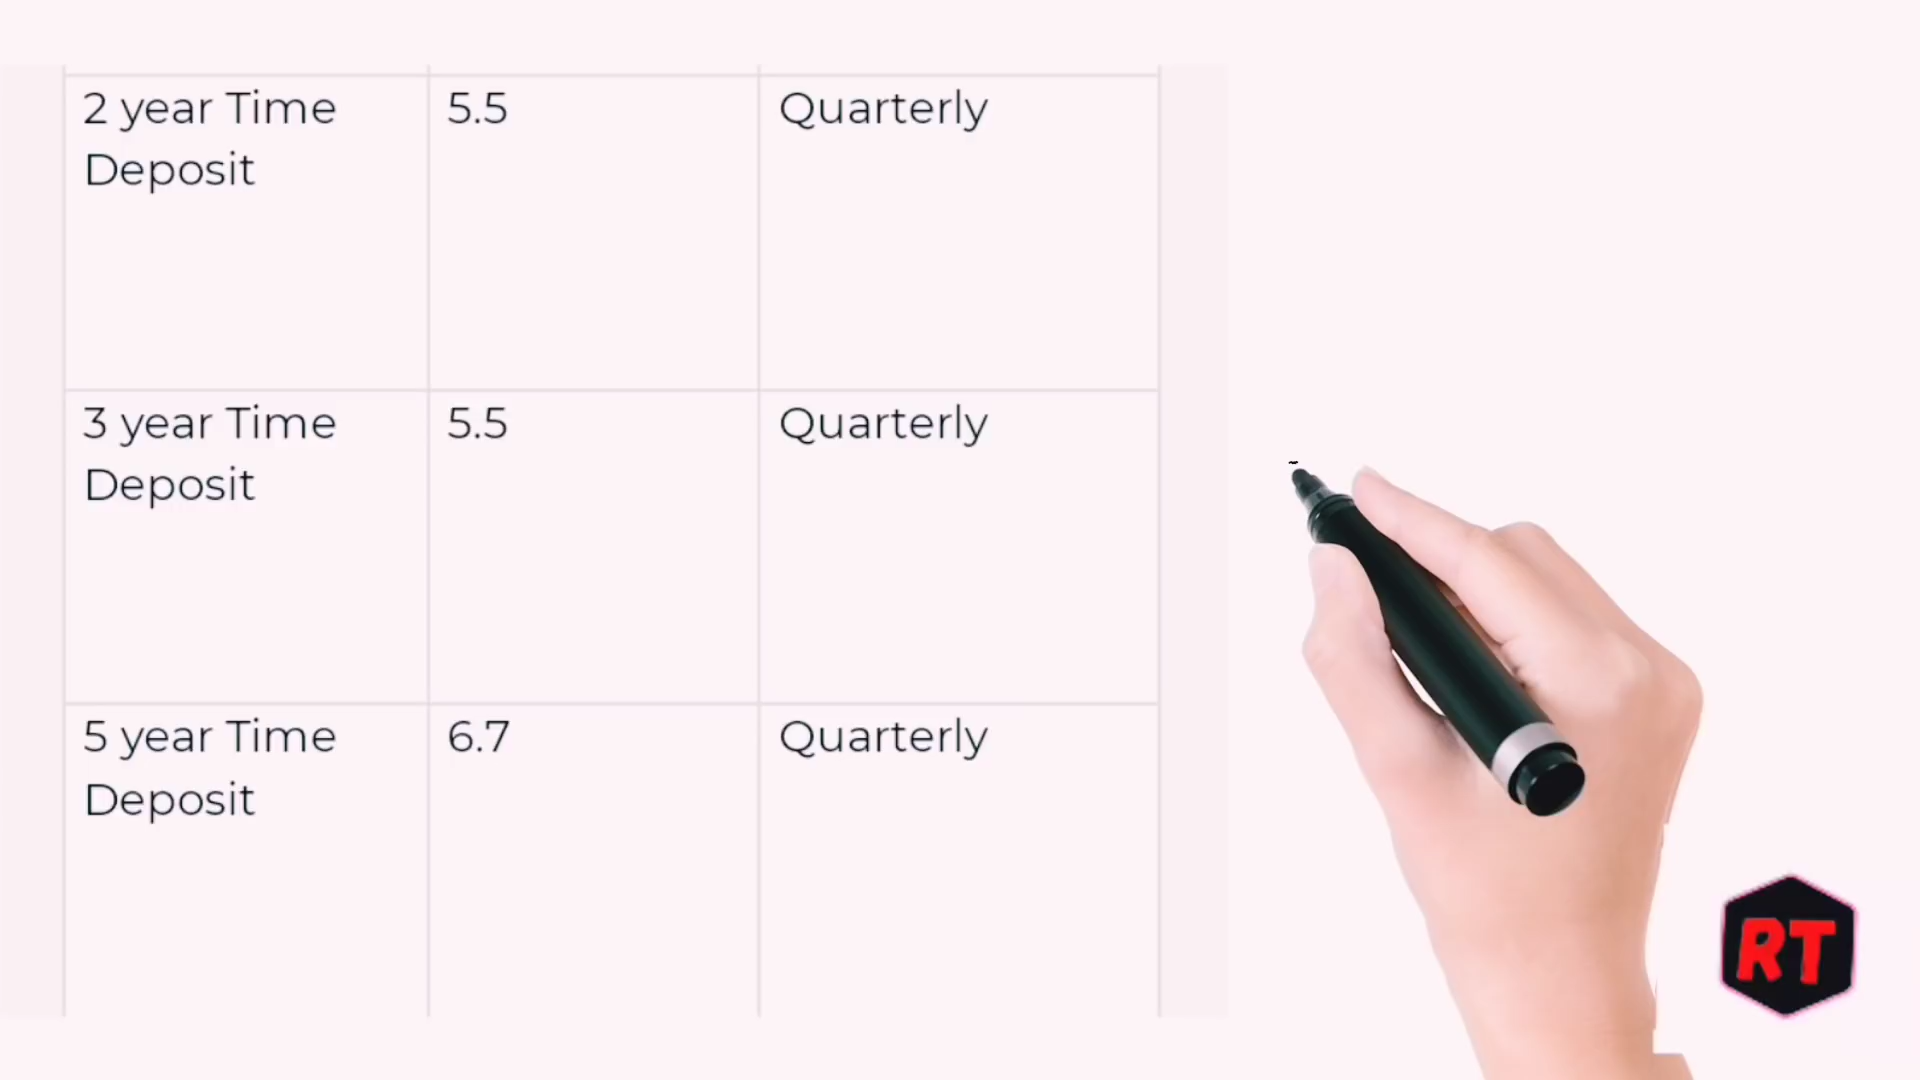 2 year Time
Deposit
5.5
Quarterly
3 year Time
Deposit
5.5
Quarterly
5 year Time
Deposit
6.7
Quarterly
RT